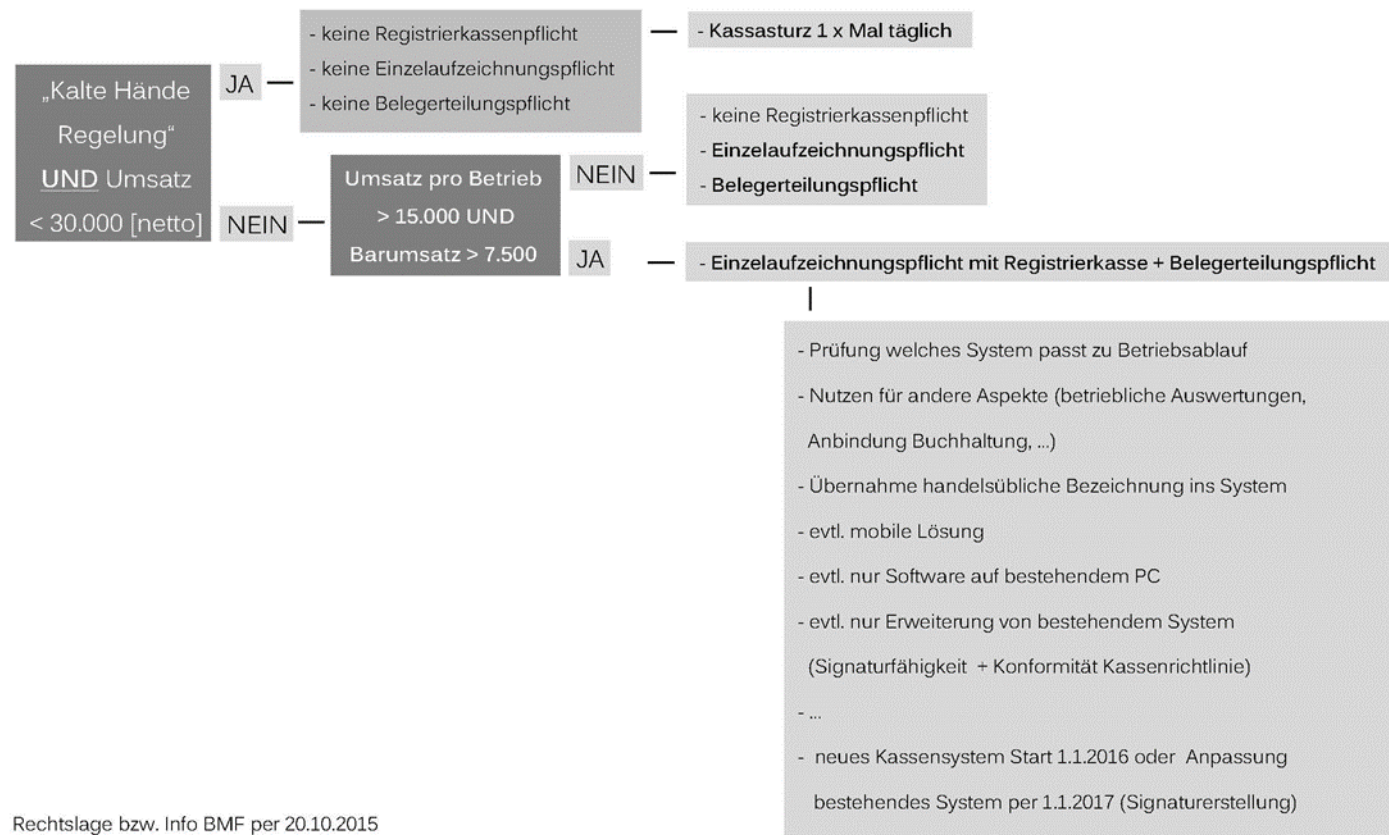 „Kalte Hände
Regelung“
UND Umsatz
< 30.000 [netto]
JA
- keine Registrierkassenpflicht
- keine Einzelaufzeichnungspflicht
- keine Belegerteilungspflicht
- Kassasturz 1 x Mal täglich
NEIN
Umsatz pro Betrieb
> 15.000 UND
Barumsatz > 7.500
NEIN
- keine Registrierkassenpflicht
- Einzelaufzeichnungspflicht
- Belegerteilungspflicht
JA
- Einzelaufzeichnungspflicht mit Registrierkasse + Belegerteilungspflicht
- Prüfung welches System passt zu Betriebsablauf
- Nutzen für andere Aspekte (betriebliche Auswertungen,
Anbindung Buchhaltung, ...)
- Übernahme handelsübliche Bezeichnung ins System
- evtl. mobile Lösung
- evtl. nur Software auf bestehendem PC
- evtl. nur Erweiterung von bestehendem System
(Signaturfähigkeit + Konformität Kassenrichtlinie)
- ...
- neues Kassensystem Start 1.1.2016 oder Anpassung
bestehendes System per 1.1.2017 (Signaturerstellung)
Rechtslage bzw. Info BMF per 20.10.2015